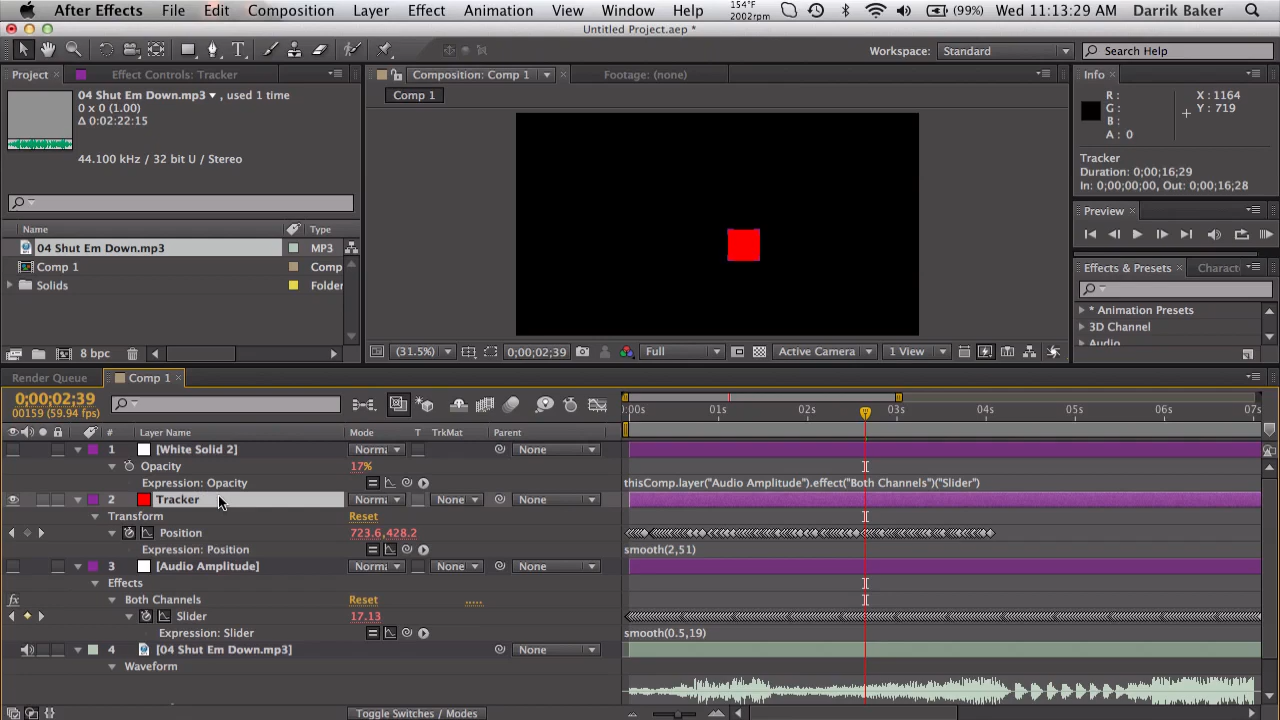 After Effects File Edit Composition Layer Effect Animation View Window Help 154°F 2002rpm (99%) Wed 11:13:29 AM Darrik Baker
Untitled Project.aep *
Workspace: Standard Search Help
Project Effect Controls: Tracker Composition: Comp 1 Footage: (none) Info
Comp 1
04 Shut Em Down.mp3 , used 1 time
0 x 0 (1.00)
Δ 0:02:22:15
44.100 kHz / 32 bit U / Stereo
R :
G :
B :
A : 0
X : 1164
Y : 719
Tracker
Duration: 0;00;16;29
In: 0;00;00;00, Out: 0;00;16;28
Preview
Name Type
04 Shut Em Down.mp3 MP3
Comp 1 Comp
Solids Folder
Effects & Presets Charact
* Animation Presets
3D Channel
Audio
8 bpc
(31.5%) 0;00;02;39 Full Active Camera 1 View
Render Queue Comp 1
0;00;02;39
00159 (59.94 fps)
:00s 01s 02s 03s 04s 05s 06s 07s
# Layer Name Mode T TrkMat Parent
1 [White Solid 2] Norma None
Opacity 17%
Expression: Opacity thisComp.layer("Audio Amplitude").effect("Both Channels")("Slider")
2 Tracker Norma None None
Transform Reset
Position 723.6,428.2
Expression: Position smooth(2,51)
3 [Audio Amplitude] Norma None None
Effects
fx Both Channels Reset .....
Slider 17.13
Expression: Slider smooth(0.5,19)
4 [04 Shut Em Down.mp3] None
Waveform
Toggle Switches / Modes